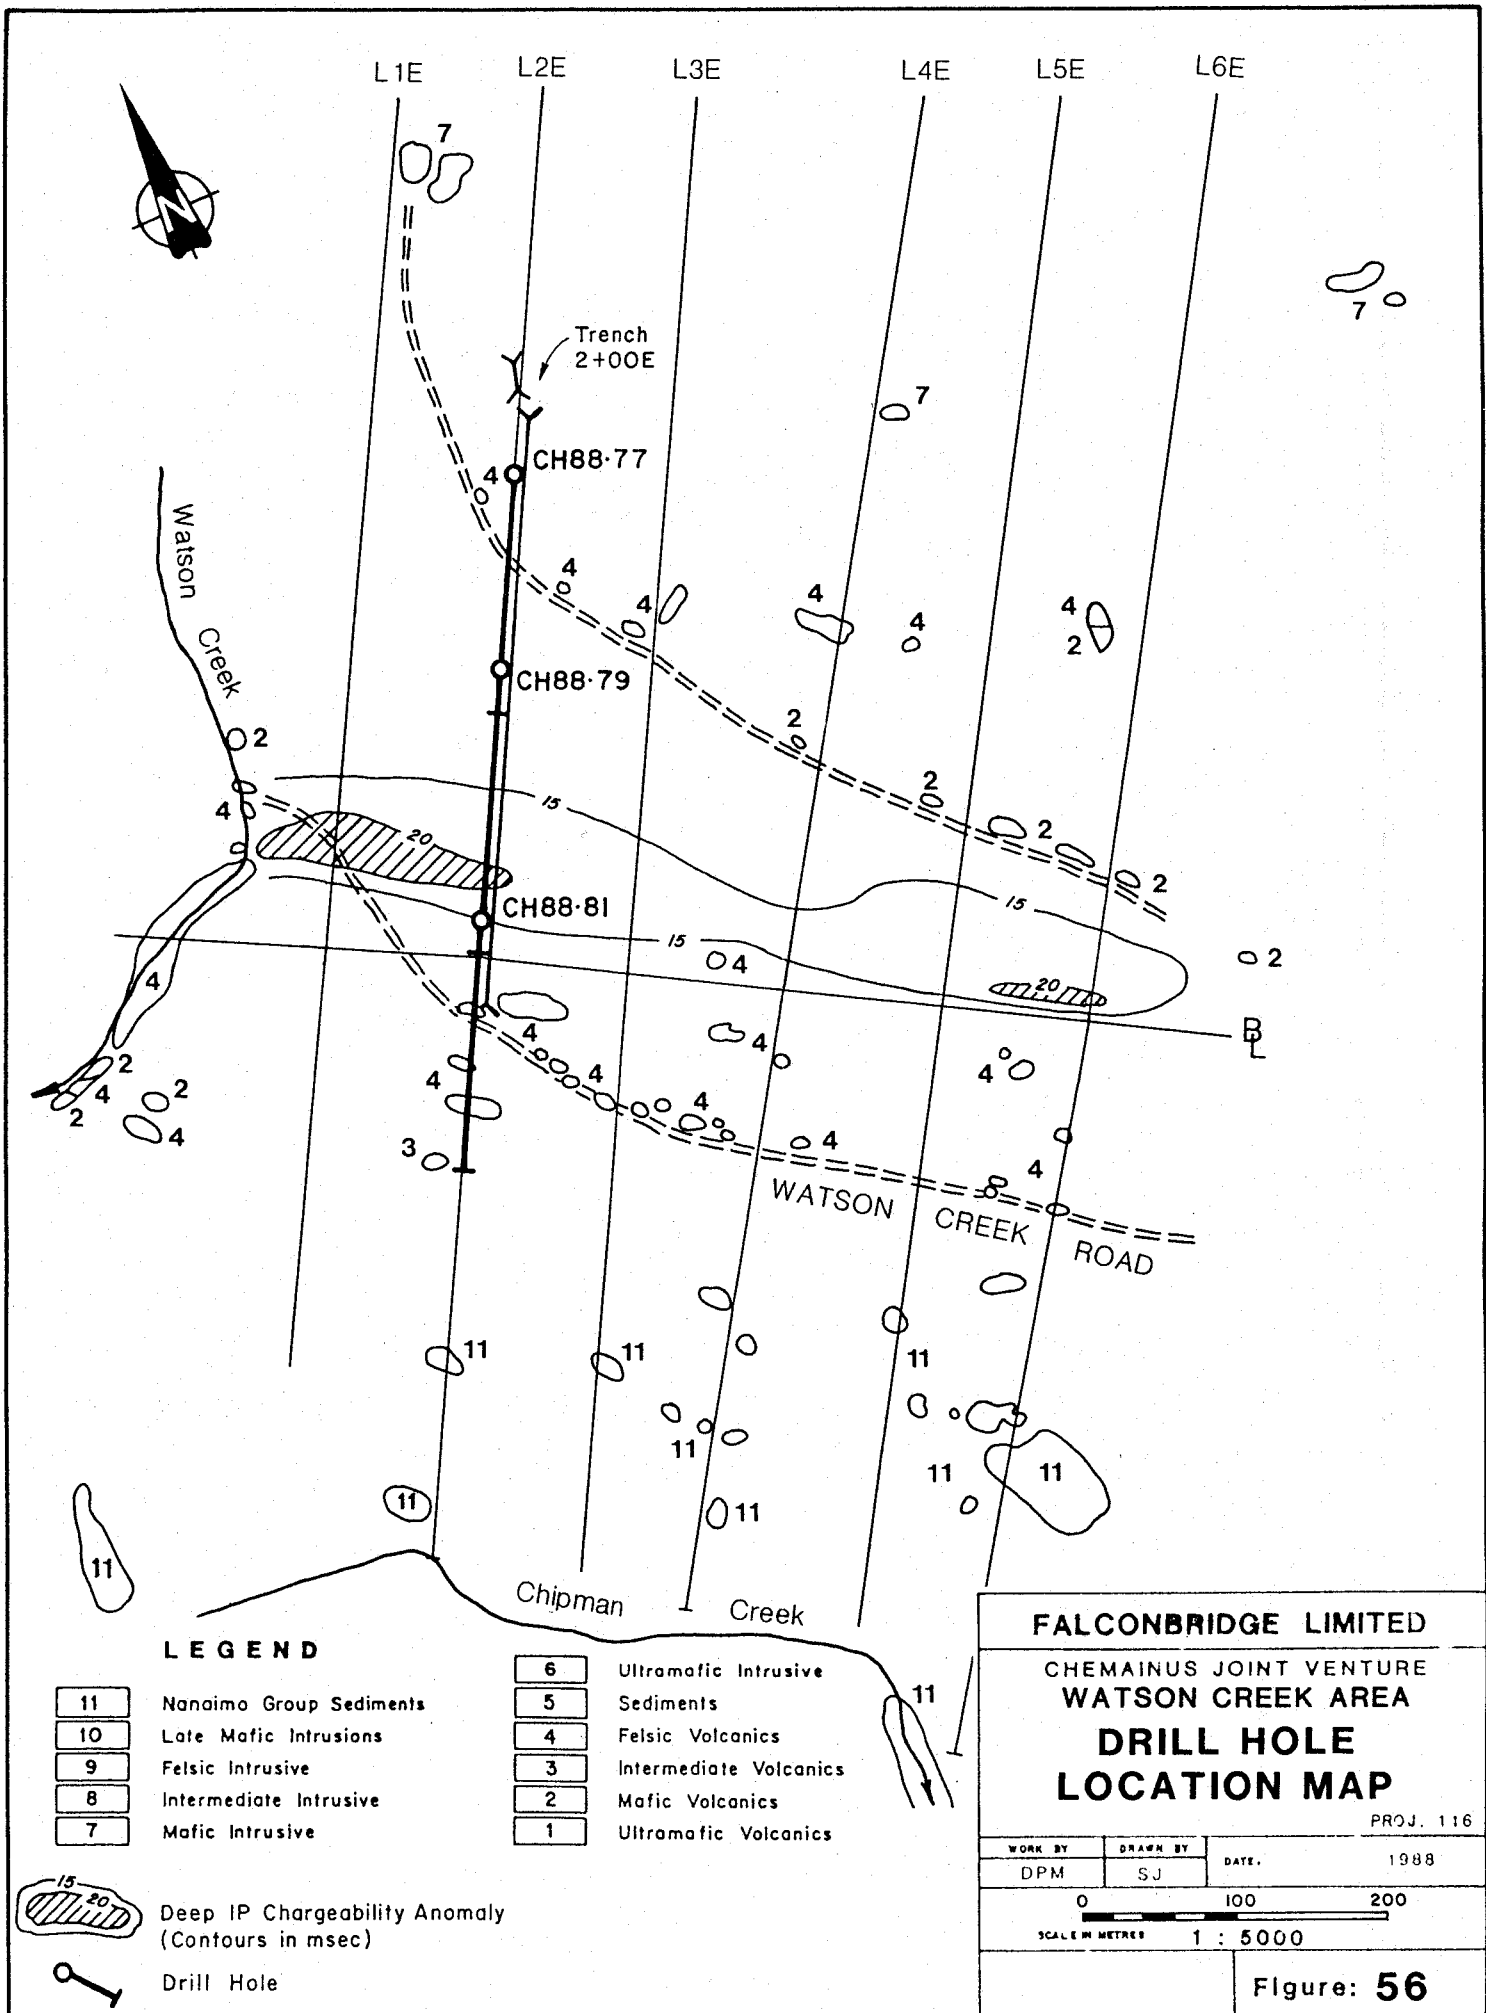 L1E L2E L3E L4E L5E L6E
7
N
7
Trench
2+00E
7
CH88·77
4
Watson
Creek
4
4
4
4
4
2
CH88·79
2
2
15
2
4
20
2
2
15
CH88·81
15
4
2
20
4
BL
4
4
4
2
4
4
2
4
2
4
4
4
3
4
WATSON CREEK ROAD
11
11
11
11
11
11
11
11
11
Chipman Creek
11
LEGEND
11 Nanaimo Group Sediments
10 Late Mafic Intrusions
9 Felsic Intrusive
8 Intermediate Intrusive
7 Mafic Intrusive
6 Ultramafic Intrusive
5 Sediments
4 Felsic Volcanics
3 Intermediate Volcanics
2 Mafic Volcanics
1 Ultramafic Volcanics
15
20
Deep IP Chargeability Anomaly
(Contours in msec)
Drill Hole
FALCONBRIDGE LIMITED
CHEMAINUS JOINT VENTURE
WATSON CREEK AREA
DRILL HOLE
LOCATION MAP
PROJ. 116
WORK BY DRAWN BY DATE. 1988
DPM SJ
0 100 200
SCALE IN METRES 1 : 5000
Figure: 56